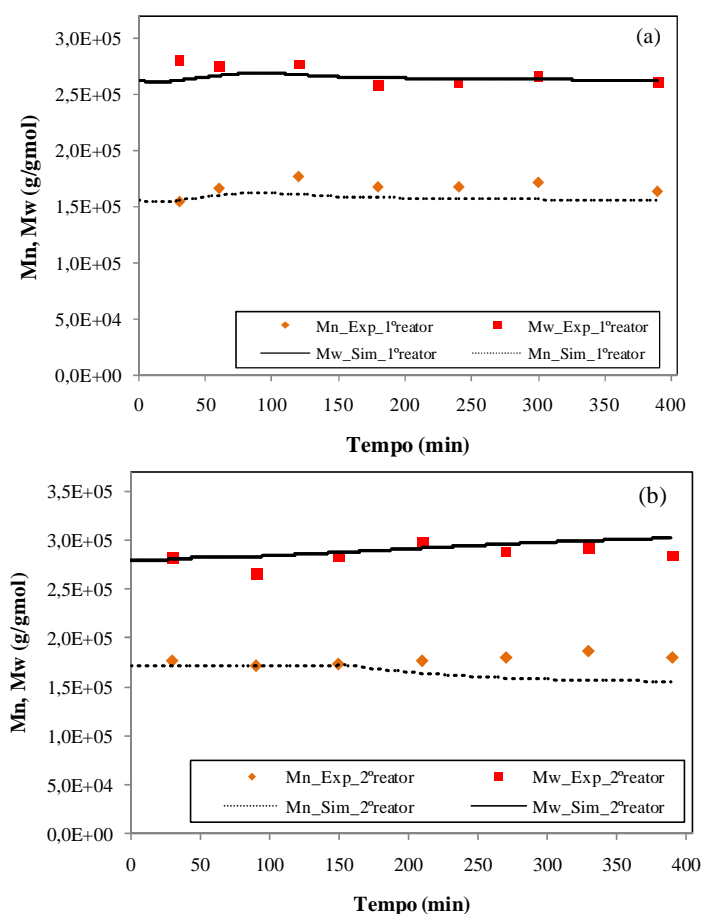 (a)
Mn, Mw (g/gmol)
3,0E+05
2,5E+05
2,0E+05
1,5E+05
1,0E+05
5,0E+04
0,0E+00
Mn_Exp_1ºreator Mw_Exp_1ºreator
Mw_Sim_1ºreator Mn_Sim_1ºreator
0 50 100 150 200 250 300 350 400
Tempo (min)
(b)
Mn, Mw (g/gmol)
3,5E+05
3,0E+05
2,5E+05
2,0E+05
1,5E+05
1,0E+05
5,0E+04
0,0E+00
Mn_Exp_2ºreator Mw_Exp_2ºreator
Mn_Sim_2ºreator Mw_Sim_2ºreator
0 50 100 150 200 250 300 350 400
Tempo (min)